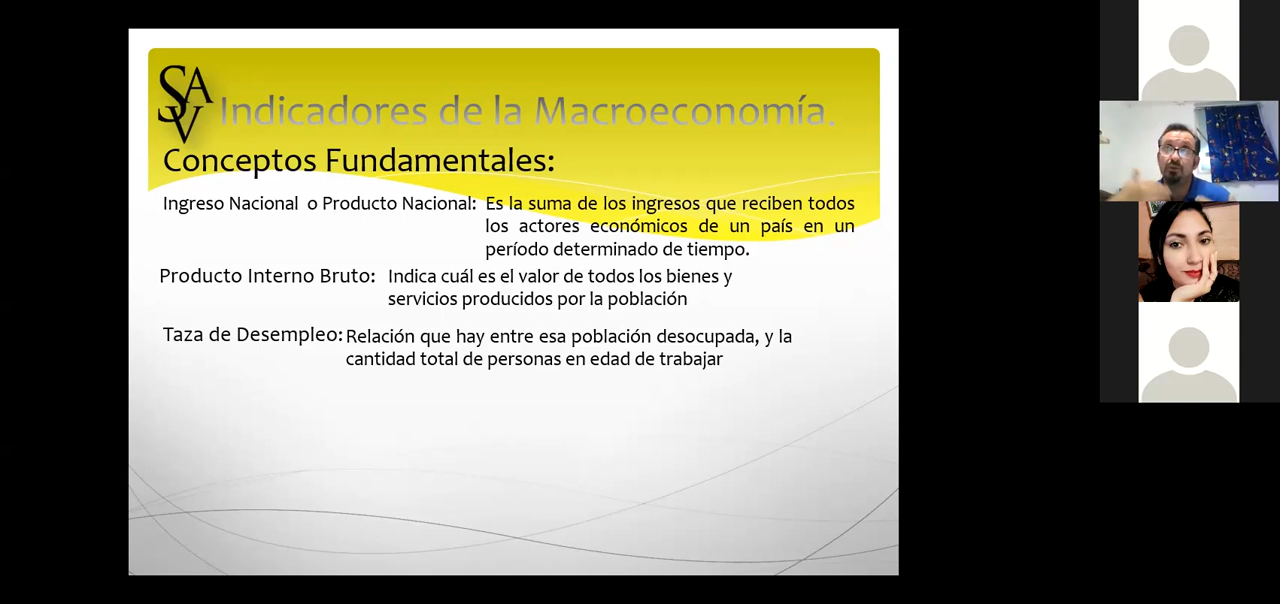 SAV
Indicadores de la Macroeconomía.
Conceptos Fundamentales:
Ingreso Nacional o Producto Nacional: Es la suma de los ingresos que reciben todos
los actores económicos de un país en un
período determinado de tiempo.
Producto Interno Bruto: Indica cuál es el valor de todos los bienes y
servicios producidos por la población
Taza de Desempleo: Relación que hay entre esa población desocupada, y la
cantidad total de personas en edad de trabajar